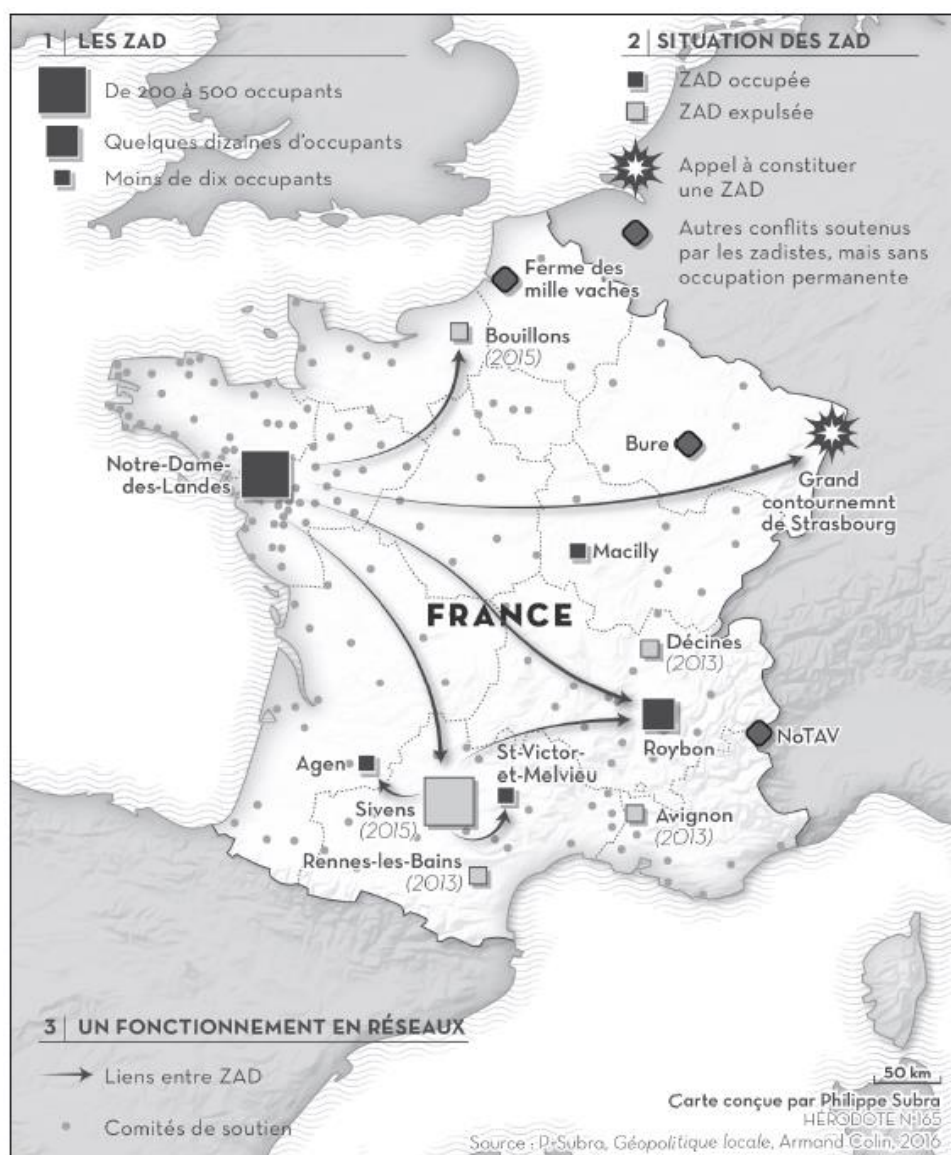 1 | LES ZAD
De 200 à 500 occupants
Quelques dizaines d'occupants
Moins de dix occupants
2 | SITUATION DES ZAD
ZAD occupée
ZAD expulsée
Appel à constituer
une ZAD
Autres conflits soutenus
par les zadistes, mais sans
occupation permanente
Ferme des
mille vaches
Bouillons
(2015)
Bure
Notre-Dame-
des-Landes
Grand
contournemnt
de Strasbourg
Macilly
FRANCE
Décines
(2013)
Roybon
NoTAV
Agen
St-Victor-
et-Melvieu
Sivens
(2015)
Avignon
(2013)
Rennes-les-Bains
(2013)
3 | UN FONCTIONNEMENT EN RÉSEAUX
Liens entre ZAD
Comités de soutien
50 km
Carte conçue par Philippe Subra
HÉRODOTE N°165
Source : P. Subra, Géopolitique locale, Armand Colin, 2016